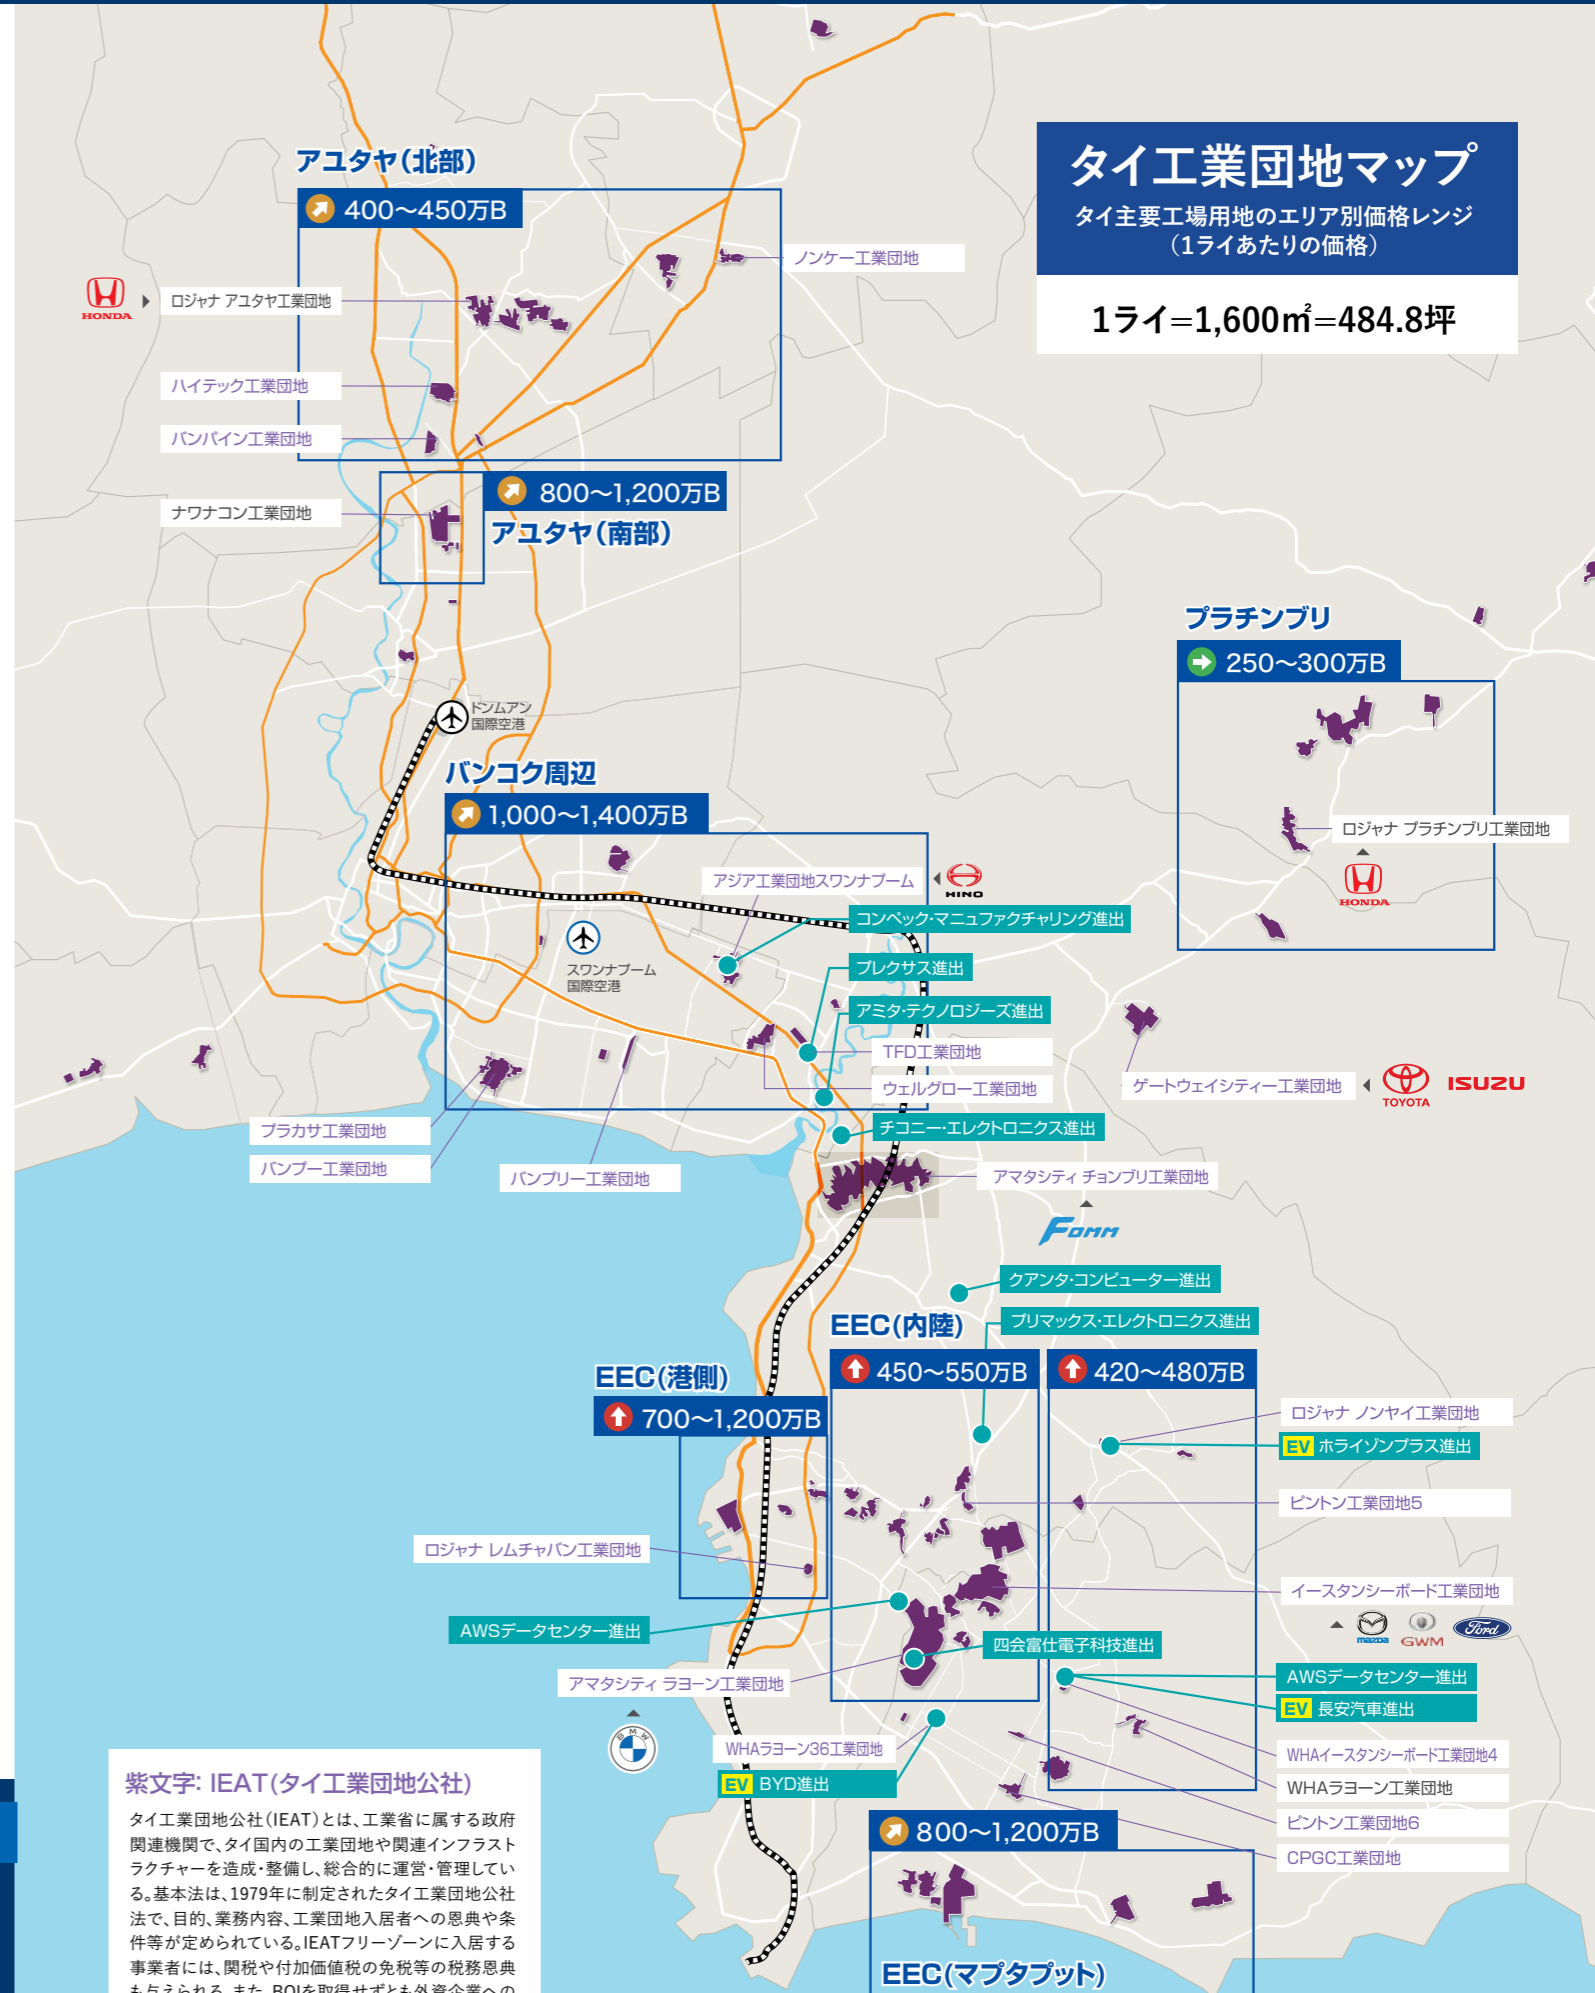 タイ工業団地マップ
タイ主要工場用地のエリア別価格レンジ
（1ライあたりの価格）
1ライ=1,600㎡=484.8坪
アユタヤ（北部）
400〜450万B
ノンケー工業団地
HONDA
ロジャナ アユタヤ工業団地
ハイテック工業団地
バンパイン工業団地
ナワナコン工業団地
800〜1,200万B
アユタヤ（南部）
プラチンブリ
250〜300万B
ロジャナ プラチンブリ工業団地
HONDA
ドンムアン
国際空港
バンコク周辺
1,000〜1,400万B
アジア工業団地スワンナプーム
HINO
コンペック・マニュファクチャリング進出
スワンナプーム
国際空港
プレクサス進出
アミタ・テクノロジーズ進出
TFD工業団地
ウェルグロー工業団地
ゲートウェイシティー工業団地
TOYOTA
ISUZU
プラカサ工業団地
バンプー工業団地
バンプリー工業団地
チコニー・エレクトロニクス進出
アマタシティ チョンブリ工業団地
FOMM
クアンタ・コンピューター進出
プリマックス・エレクトロニクス進出
EEC(内陸)
450〜550万B
420〜480万B
EEC(港側)
700〜1,200万B
ロジャナ ノンヤイ工業団地
EV ホライゾンプラス進出
ピントン工業団地5
ロジャナ レムチャバン工業団地
イースタンシーボード工業団地
mazda
GWM
Ford
AWSデータセンター進出
四会富仕電子科技進出
アマタシティ ラヨーン工業団地
BMW
AWSデータセンター進出
EV 長安汽車進出
WHAラヨーン36工業団地
EV BYD進出
WHAイースタンシーボード工業団地4
WHAラヨーン工業団地
ピントン工業団地6
CPGC工業団地
800〜1,200万B
EEC(マプタプット)
紫文字: IEAT(タイ工業団地公社)
タイ工業団地公社(IEAT)とは、工業省に属する政府
関連機関で、タイ国内の工業団地や関連インフラスト
ラクチャーを造成・整備し、総合的に運営・管理してい
る。基本法は、1979年に制定されたタイ工業団地公社
法で、目的、業務内容、工業団地入居者への恩典や条
件等が定められている。IEATフリーゾーンに入居する
事業者には、関税や付加価値税の免税等の税務恩典
も与えられる。また、BOIを取得せずとも外資企業への